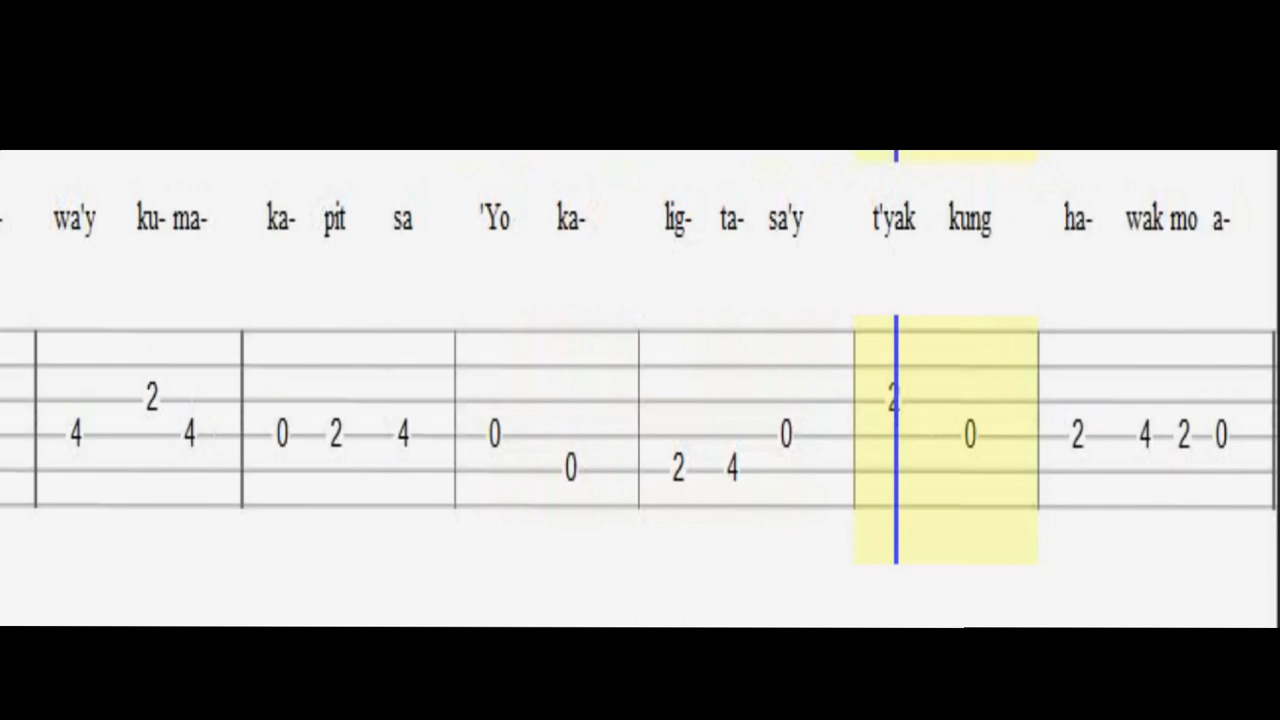 - wa'y ku- ma- ka- pit sa 'Yo ka- lig- ta- sa'y t'yak kung ha- wak mo a-
2 2
4 4 0 2 4 0 0 0 2 4 2 0
0 2 4